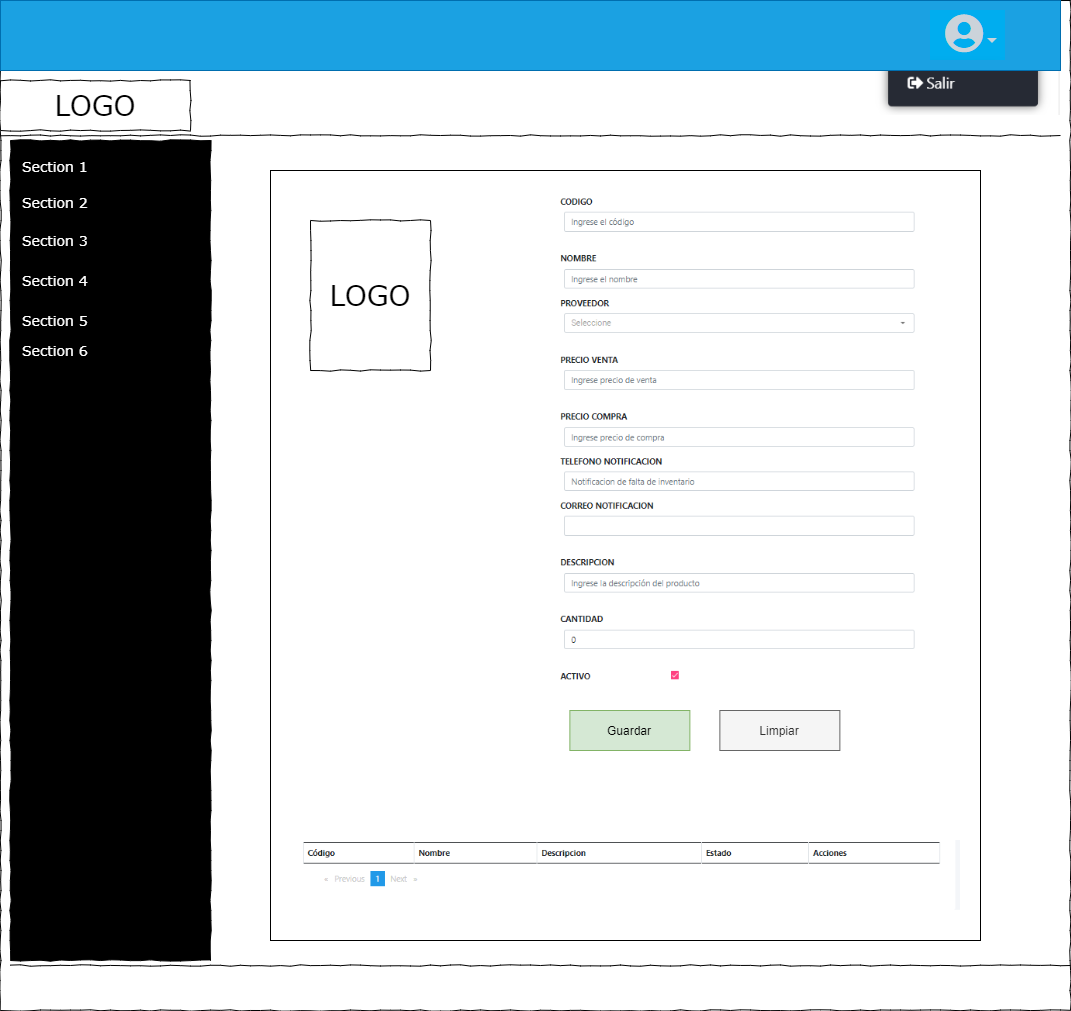 Salir
LOGO
Section 1
Section 2
Section 3
Section 4
Section 5
Section 6
LOGO
CODIGO
Ingrese el código
NOMBRE
Ingrese el nombre
PROVEEDOR
Seleccione
PRECIO VENTA
Ingrese precio de venta
PRECIO COMPRA
Ingrese precio de compra
TELEFONO NOTIFICACION
Notificacion de falta de inventario
CORREO NOTIFICACION
DESCRIPCION
Ingrese la descripción del producto
CANTIDAD
0
ACTIVO
Guardar Limpiar
Código Nombre Descripcion Estado Acciones
« Previous 1 Next »